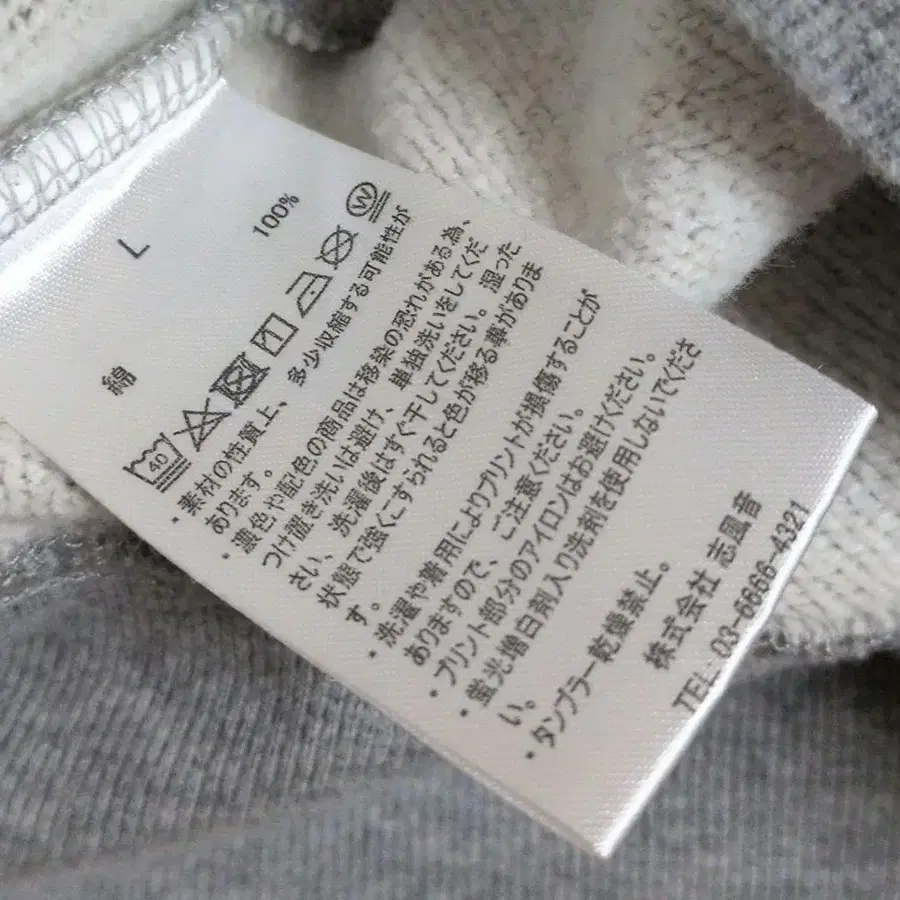 L
綿 100%
40
W
・素材の性質上、多少収縮する可能性が
あります。
・濃色や配色の商品は移染の恐れがある為、
つけ置き洗いは避け、単独洗いをしてくだ
さい、洗濯後はすぐ干してください。湿った
状態で強くこすられると色が移る事がありま
す。
・洗濯や着用によりプリントが損傷することが
ありますので、ご注意ください。
・プリント部分のアイロンはお避けください。
・蛍光増白剤入り洗剤を使用しないでくださ
い。
・タンブラー乾燥禁止。
株式会社 志風音
TEL: 03-6666-4321